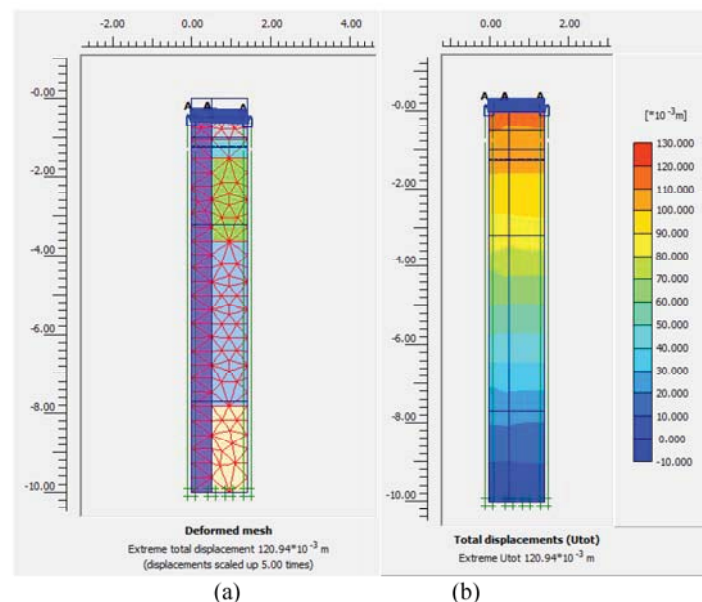 -2.00 0.00 2.00 4.00
-0.00
-2.00
-4.00
-6.00
-8.00
-10.00
A A A
Deformed mesh
Extreme total displacement 120.94*10-3 m
(displacements scaled up 5.00 times)
(a)
0.00 2.00
-0.00
-2.00
-4.00
-6.00
-8.00
-10.00
A A A
Total displacements (Utot)
Extreme Utot 120.94*10-3 m
(b)
[*10-3m]
130.000
120.000
110.000
100.000
90.000
80.000
70.000
60.000
50.000
40.000
30.000
20.000
10.000
0.000
-10.000